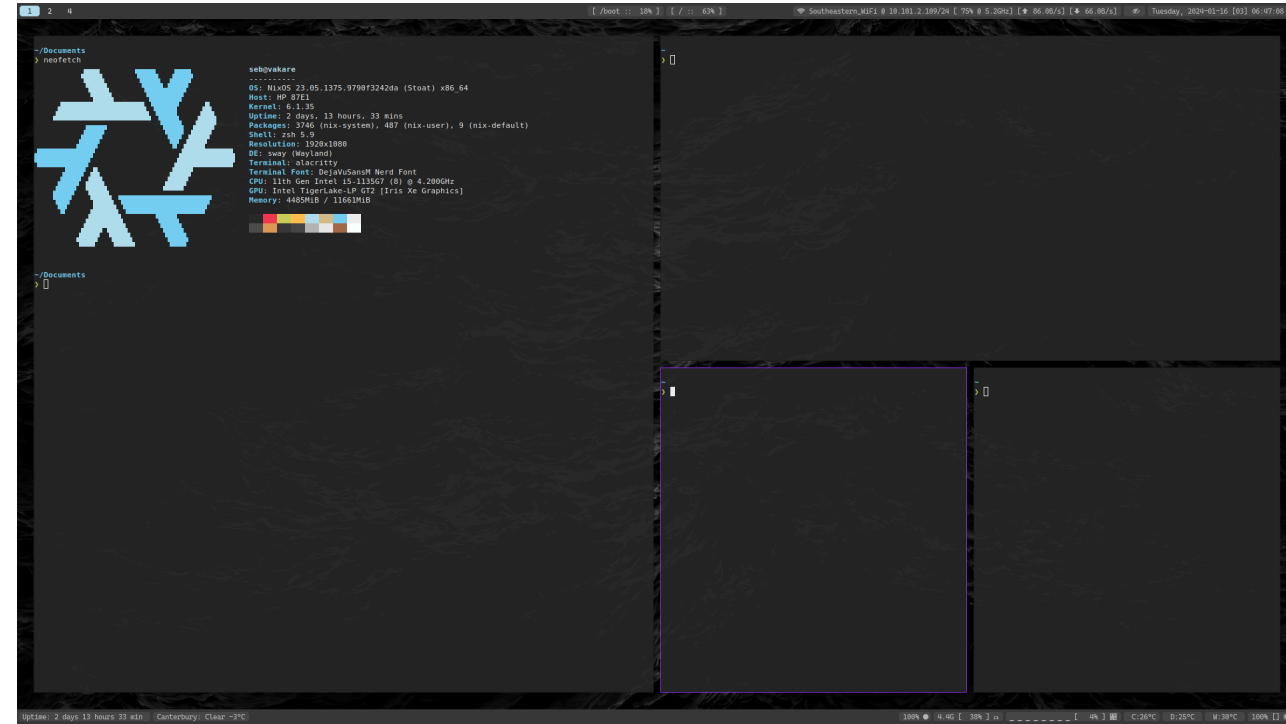 1 2 4
[ /boot :: 18% ] [ / :: 63% ]
Southeastern_WiFi @ 10.101.2.109/24 [ 75% @ 5.2GHz] [⬆ 86.0B/s] [⬇ 66.0B/s]
Tuesday, 2024-01-16 [03] 06:47:08
~/Documents
❯ neofetch
seb@vakare
----------
OS: NixOS 23.05.1375.9790f3242da (Stoat) x86_64
Host: HP 87E1
Kernel: 6.1.35
Uptime: 2 days, 13 hours, 33 mins
Packages: 3746 (nix-system), 487 (nix-user), 9 (nix-default)
Shell: zsh 5.9
Resolution: 1920x1080
DE: sway (Wayland)
Terminal: alacritty
Terminal Font: DejaVuSansM Nerd Font
CPU: 11th Gen Intel i5-1135G7 (8) @ 4.200GHz
GPU: Intel TigerLake-LP GT2 [Iris Xe Graphics]
Memory: 4485MiB / 11661MiB
~/Documents
❯
~
❯
~
❯
~
❯
Uptime: 2 days 13 hours 33 min
Canterbury: Clear -3°C
100% 4.4G [ 38% ] ________[ 4% ] C:26°C D:25°C W:30°C 100% []